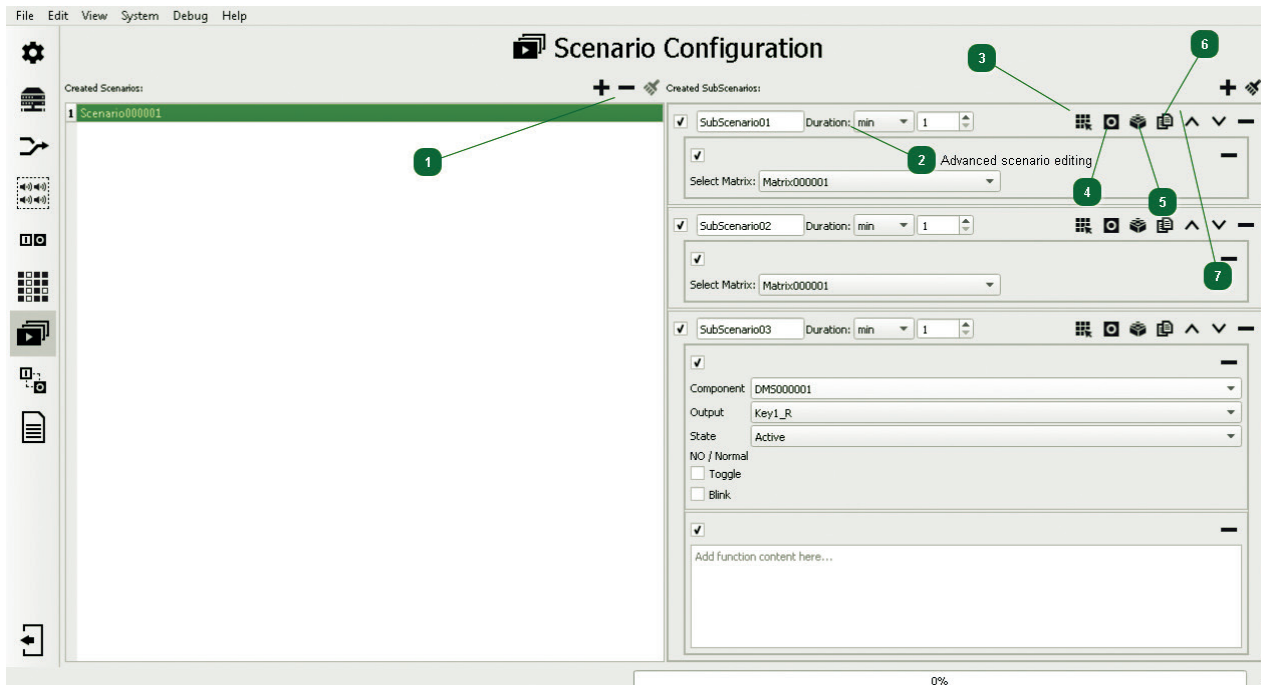 File Edit View System Debug Help
Scenario Configuration
Created Scenarios:
1 Scenario000001
1
Created SubScenarios:
3
6
SubScenario01 Duration: min 1
2 Advanced scenario editing
4
5
7
Select Matrix: Matrix000001
SubScenario02 Duration: min 1
Select Matrix: Matrix000001
SubScenario03 Duration: min 1
Component DMS000001
Output Key1_R
State Active
NO / Normal
Toggle
Blink
Add function content here...
0%